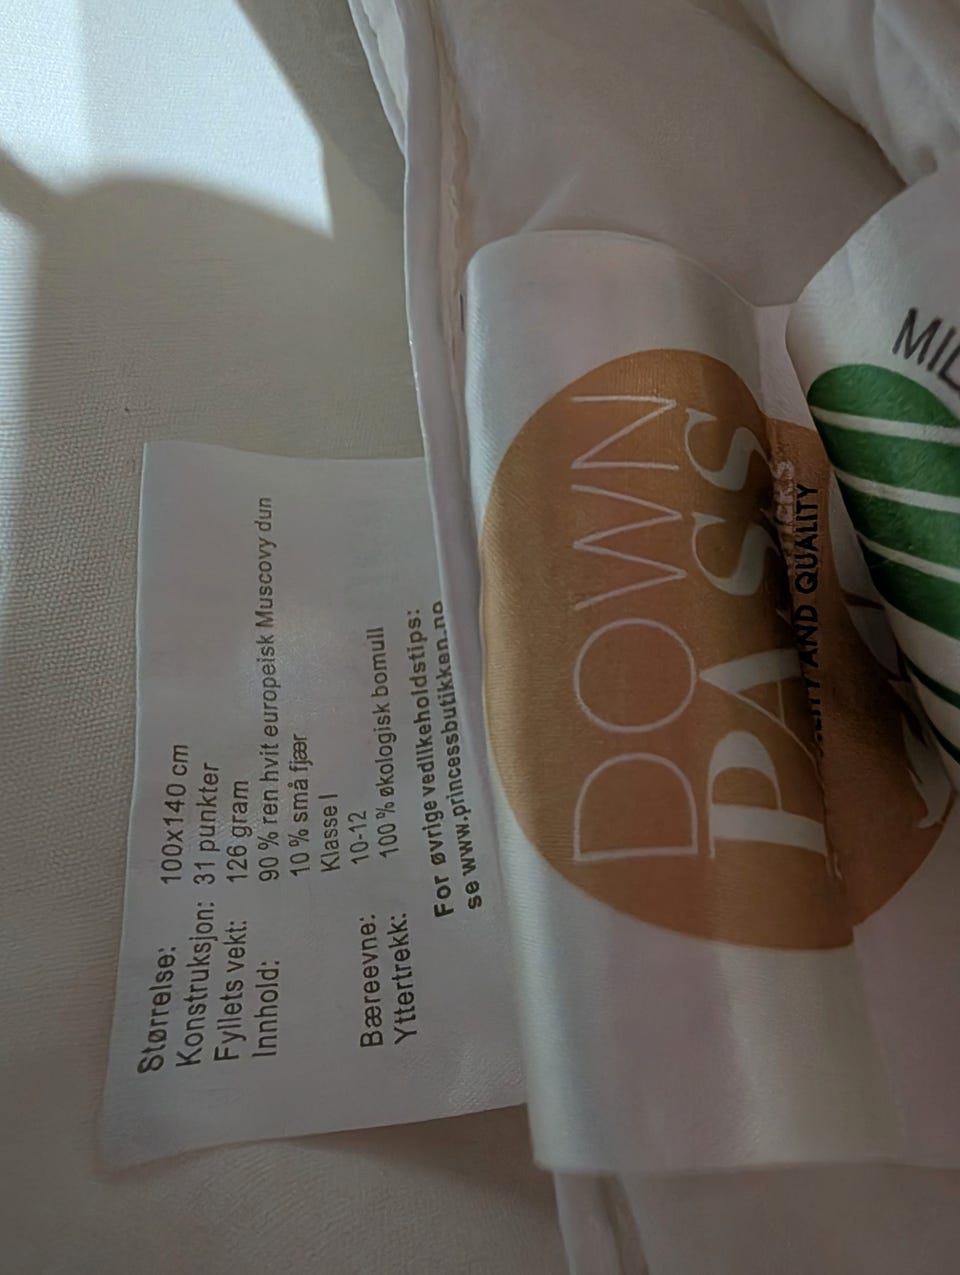 Størrelse: 100x140 cm
Konstruksjon: 31 punkter
Fyllets vekt: 126 gram
Innhold: 90 % ren hvit europeisk Muscovy dun
10 % små fjær
Klasse I
Bæreevne: 10-12
Yttertrekk: 100 % økologisk bomull
For øvrige vedlikeholdstips:
se www.princessbutikken.no
DOWN
PASS
AND QUALITY